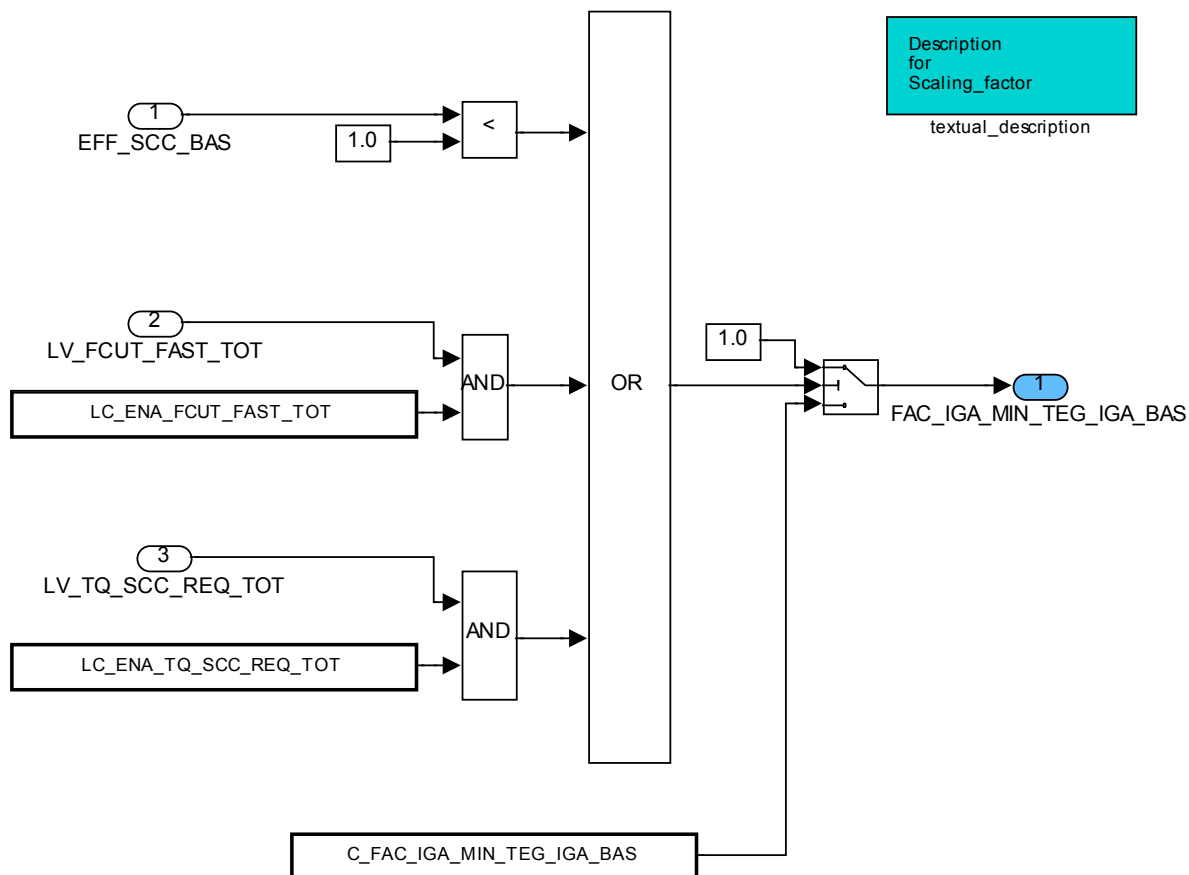 Description
for
Scaling_factor
textual_description
1
EFF_SCC_BAS
1.0
<
2
LV_FCUT_FAST_TOT
LC_ENA_FCUT_FAST_TOT
AND
OR
1.0
1
FAC_IGA_MIN_TEG_IGA_BAS
3
LV_TQ_SCC_REQ_TOT
LC_ENA_TQ_SCC_REQ_TOT
AND
C_FAC_IGA_MIN_TEG_IGA_BAS